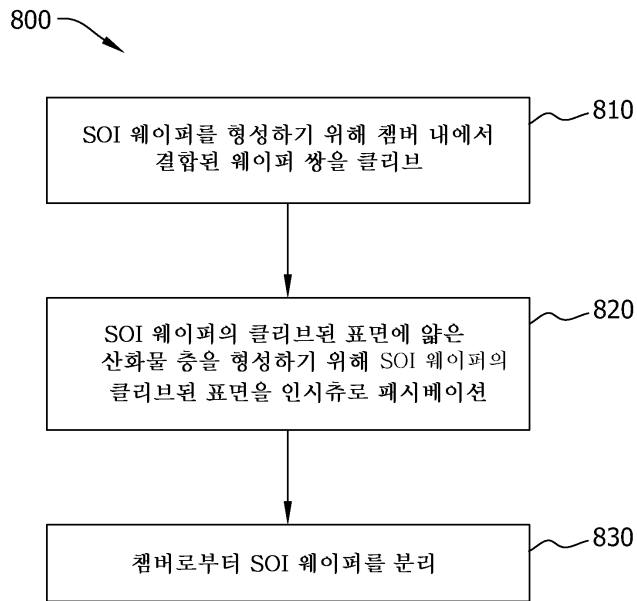 800
SOI 웨이퍼를 형성하기 위해 챔버 내에서
결합된 웨이퍼 쌍을 클리브
810
SOI 웨이퍼의 클리브된 표면에 얇은
산화물 층을 형성하기 위해 SOI 웨이퍼의
클리브된 표면을 인시츄로 패시베이션
820
챔버로부터 SOI 웨이퍼를 분리
830